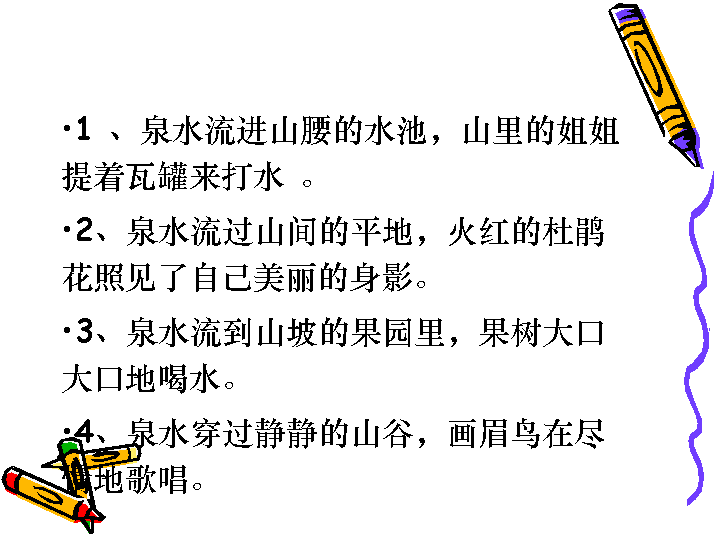 •1 、泉水流进山腰的水池，山里的姐姐
提着瓦罐来打水 。
•2、泉水流过山间的平地，火红的杜鹃
花照见了自己美丽的身影。
•3、泉水流到山坡的果园里，果树大口
大口地喝水。
•4、泉水穿过静静的山谷，画眉鸟在尽
地歌唱。